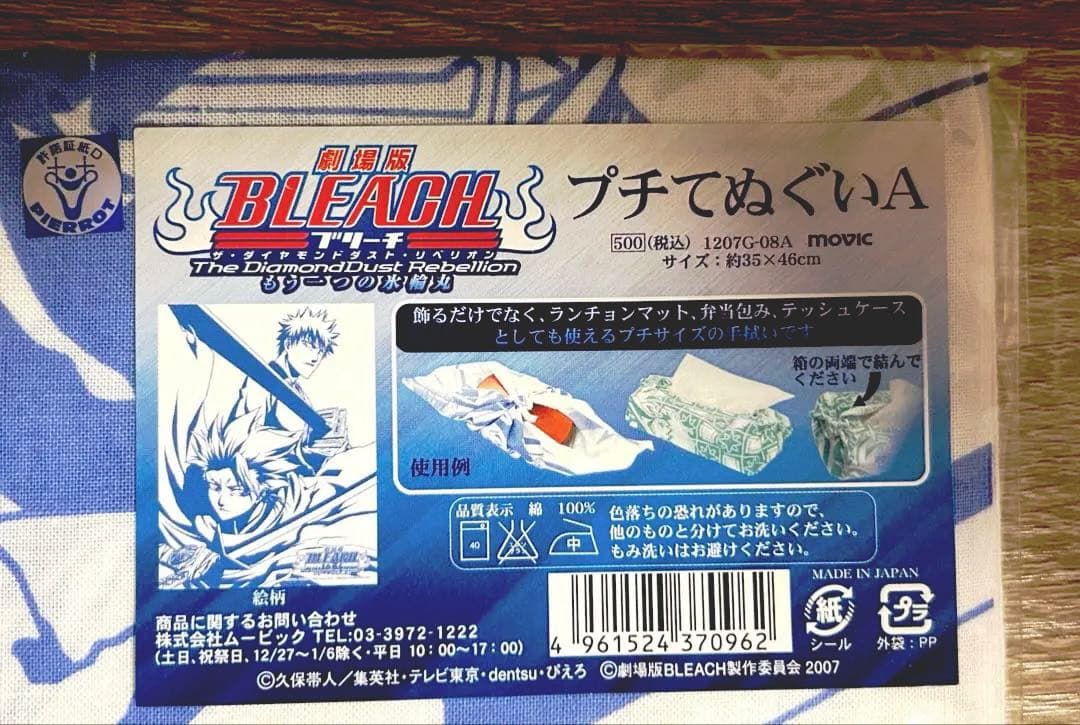 許諾証紙D
PIERROT
劇場版
BLEACH
ブリーチ
ザ・ダイヤモンドダスト・リベリオン
The DiamondDust Rebellion
もう一つの氷輪丸
プチてぬぐいA
500(税込) 1207G-08A movic
サイズ:約35×46cm
飾るだけでなく、ランチョンマット、弁当包み、テッシュケース
としても使えるプチサイズの手拭いです
箱の両端で結んで
ください
使用例
BLEACH
絵柄
品質表示 綿 100%
40
中
色落ちの恐れがありますので、
他のものと分けてお洗いください。
もみ洗いはお避けください。
商品に関するお問い合わせ
株式会社ムービック TEL:03-3972-1222
(土日、祝祭日、12/27~1/6除く・平日 10:00~17:00)
4 961524 370962
MADE IN JAPAN
紙
シール
プラ
外袋:PP
©久保帯人/集英社・テレビ東京・dentsu・ぴえろ ©劇場版BLEACH製作委員会 2007